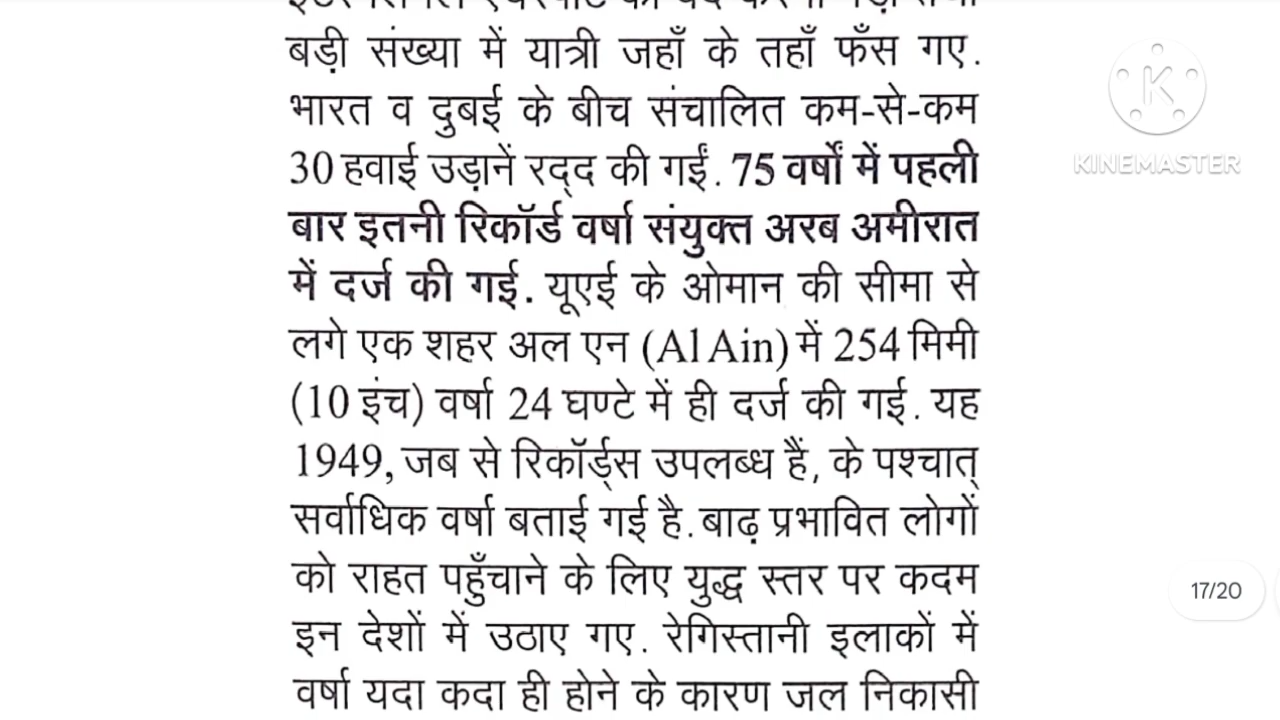 बड़ी संख्या में यात्री जहाँ के तहाँ फँस गए.
भारत व दुबई के बीच संचालित कम-से-कम
30 हवाई उड़ानें रद्द की गईं. 75 वर्षों में पहली
बार इतनी रिकॉर्ड वर्षा संयुक्त अरब अमीरात
में दर्ज की गई. यूएई के ओमान की सीमा से
लगे एक शहर अल एन (Al Ain) में 254 मिमी
(10 इंच) वर्षा 24 घण्टे में ही दर्ज की गई. यह
1949, जब से रिकॉर्ड्स उपलब्ध हैं, के पश्चात्
सर्वाधिक वर्षा बताई गई है. बाढ़ प्रभावित लोगों
को राहत पहुँचाने के लिए युद्ध स्तर पर कदम
इन देशों में उठाए गए. रेगिस्तानी इलाकों में
वर्षा यदा कदा ही होने के कारण जल निकासी
K
KINEMASTER
17/20